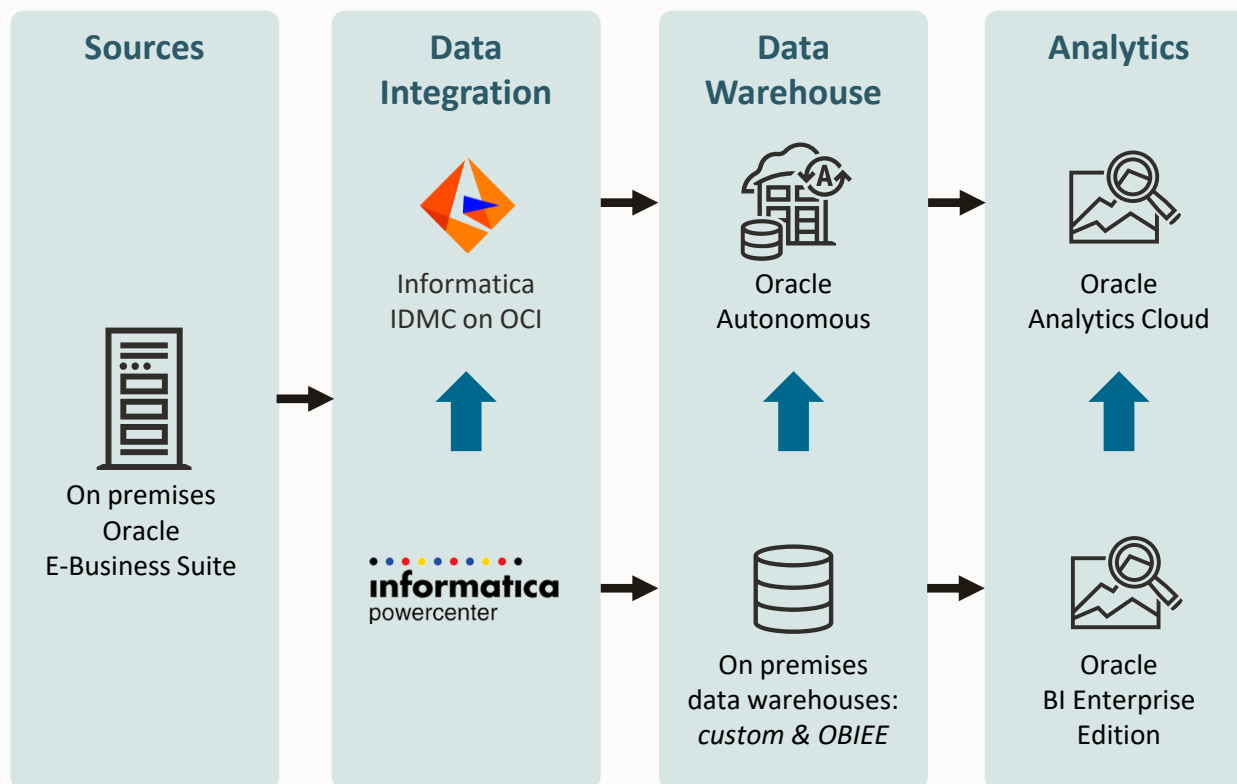 Sources
On premises
Oracle
E-Business Suite
Data
Integration
Informatica
IDMC on OCI
informatica
powercenter
Data
Warehouse
A
Oracle
Autonomous
On premises
data warehouses:
custom & OBIEE
Analytics
Oracle
Analytics Cloud
Oracle
BI Enterprise
Edition